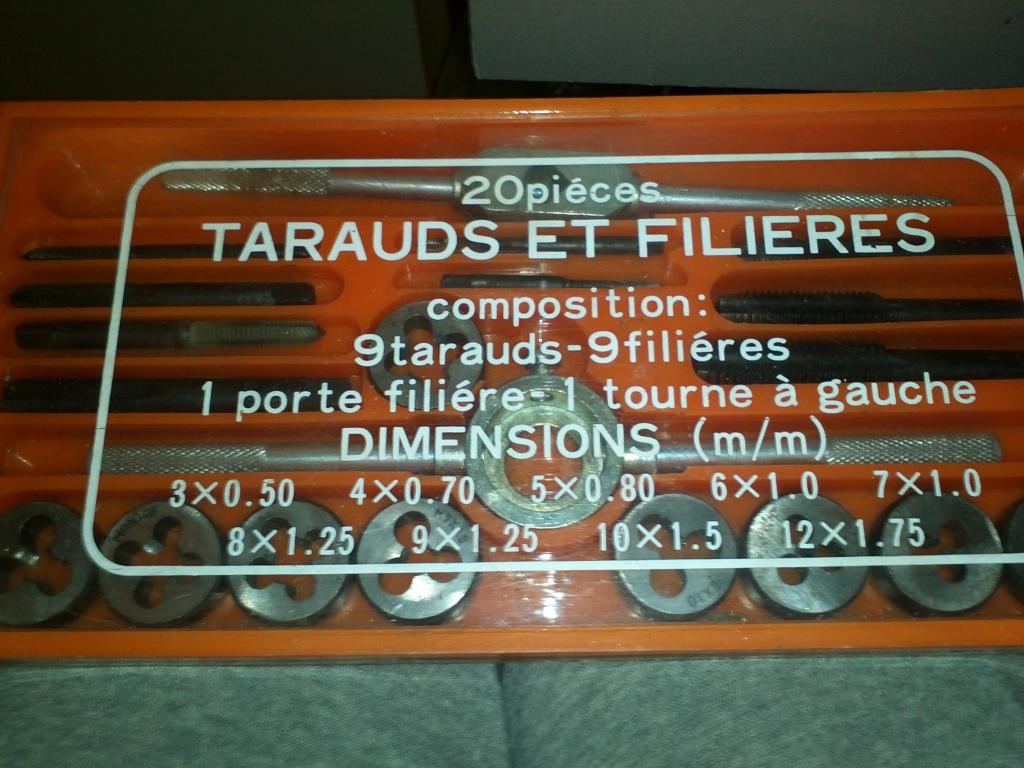 20piéces
TARAUDS ET FILIERES
composition:
9tarauds-9filiéres
1 porte filiére-1 tourne à gauche
DIMENSIONS (m/m)
3×0.50 4×0.70 5×0.80 6×1.0 7×1.0
8×1.25 9×1.25 10×1.5 12×1.75